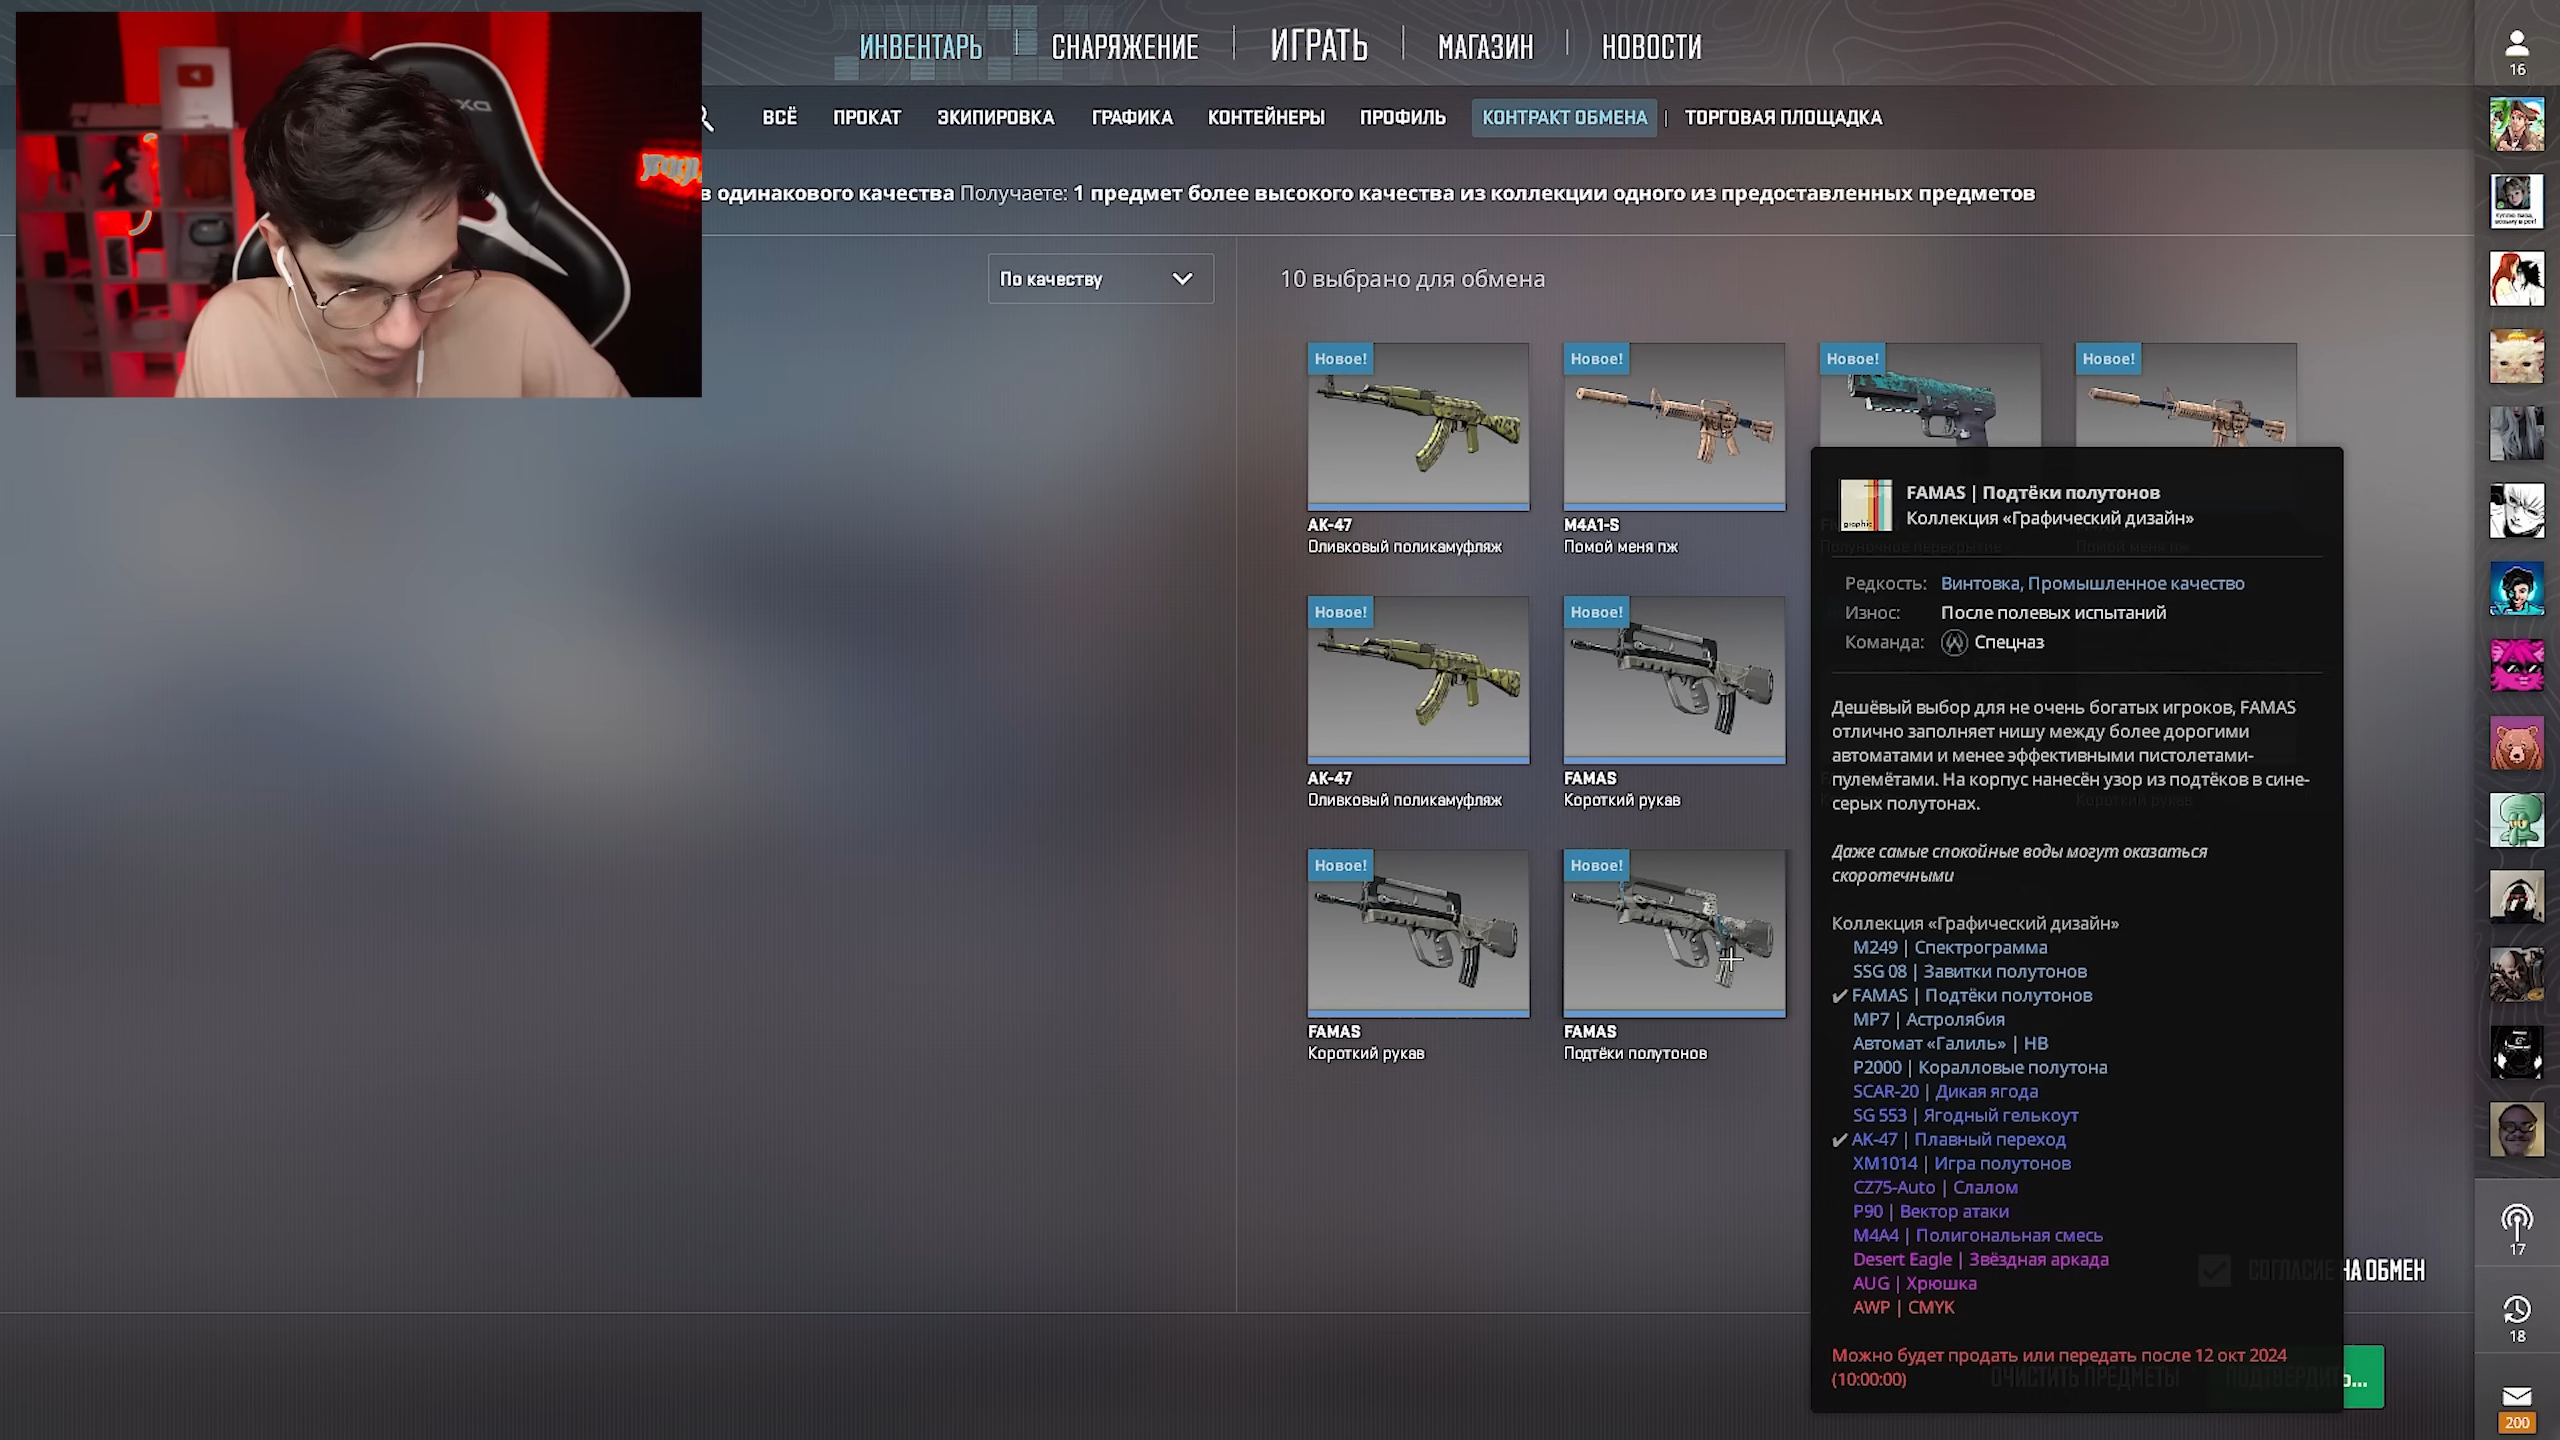 ИНВЕНТАРЬ
СНАРЯЖЕНИЕ
ИГРАТЬ
МАГАЗИН
НОВОСТИ
16
ВСЁ
ПРОКАТ
ЭКИПИРОВКА
ГРАФИКА
КОНТЕЙНЕРЫ
ПРОФИЛЬ
КОНТРАКТ ОБМЕНА
ТОРГОВАЯ ПЛОЩАДКА
в одинакового качества Получаете: 1 предмет более высокого качества из коллекции одного из предоставленных предметов
По качеству
10 выбрано для обмена
Новое!
Новое!
Новое!
Новое!
AK-47
Оливковый поликамуфляж
M4A1-S
Помой меня пж
Новое!
Новое!
AK-47
Оливковый поликамуфляж
FAMAS
Короткий рукав
Новое!
Новое!
FAMAS
Короткий рукав
FAMAS
Подтёки полутонов
graphic
FAMAS | Подтёки полутонов
Коллекция «Графический дизайн»
Редкость: Винтовка, Промышленное качество
Износ: После полевых испытаний
Команда: Спецназ
Дешёвый выбор для не очень богатых игроков, FAMAS
отлично заполняет нишу между более дорогими
автоматами и менее эффективными пистолетами-
пулемётами. На корпус нанесён узор из подтёков в сине-
серых полутонах.
Даже самые спокойные воды могут оказаться
скоротечными
Коллекция «Графический дизайн»
M249 | Спектрограмма
SSG 08 | Завитки полутонов
✔ FAMAS | Подтёки полутонов
MP7 | Астролябия
Автомат «Галиль» | НВ
P2000 | Коралловые полутона
SCAR-20 | Дикая ягода
SG 553 | Ягодный гелькоут
✔ AK-47 | Плавный переход
XM1014 | Игра полутонов
CZ75-Auto | Слалом
P90 | Вектор атаки
M4A4 | Полигональная смесь
Desert Eagle | Звёздная аркада
AUG | Хрюшка
AWP | CMYK
Можно будет продать или передать после 12 окт 2024
(10:00:00)
СОГЛАСИЕ НА ОБМЕН
ОЧИСТИТЬ ПРЕДМЕТЫ
17
18
200